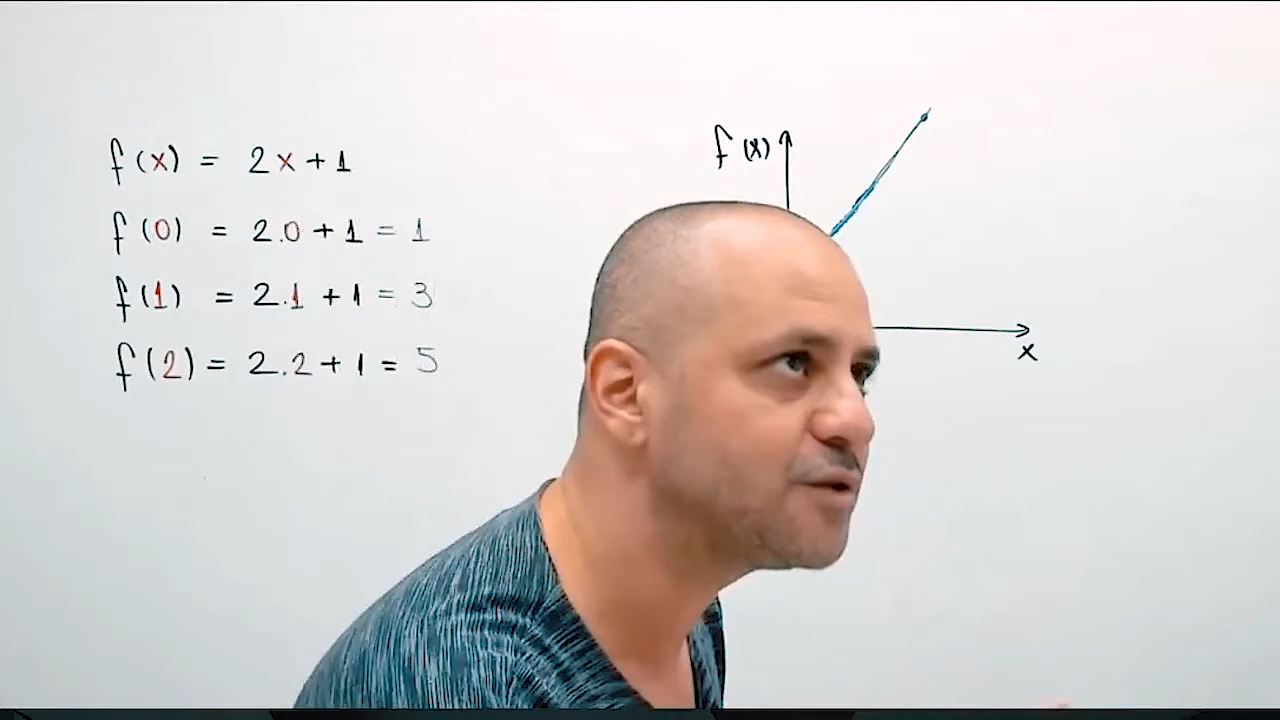 f(x) = 2x+1
f(0) = 2.0+1 = 1
f(1) = 2.1+1 = 3
f(2) = 2.2+1 = 5
f(x)
x